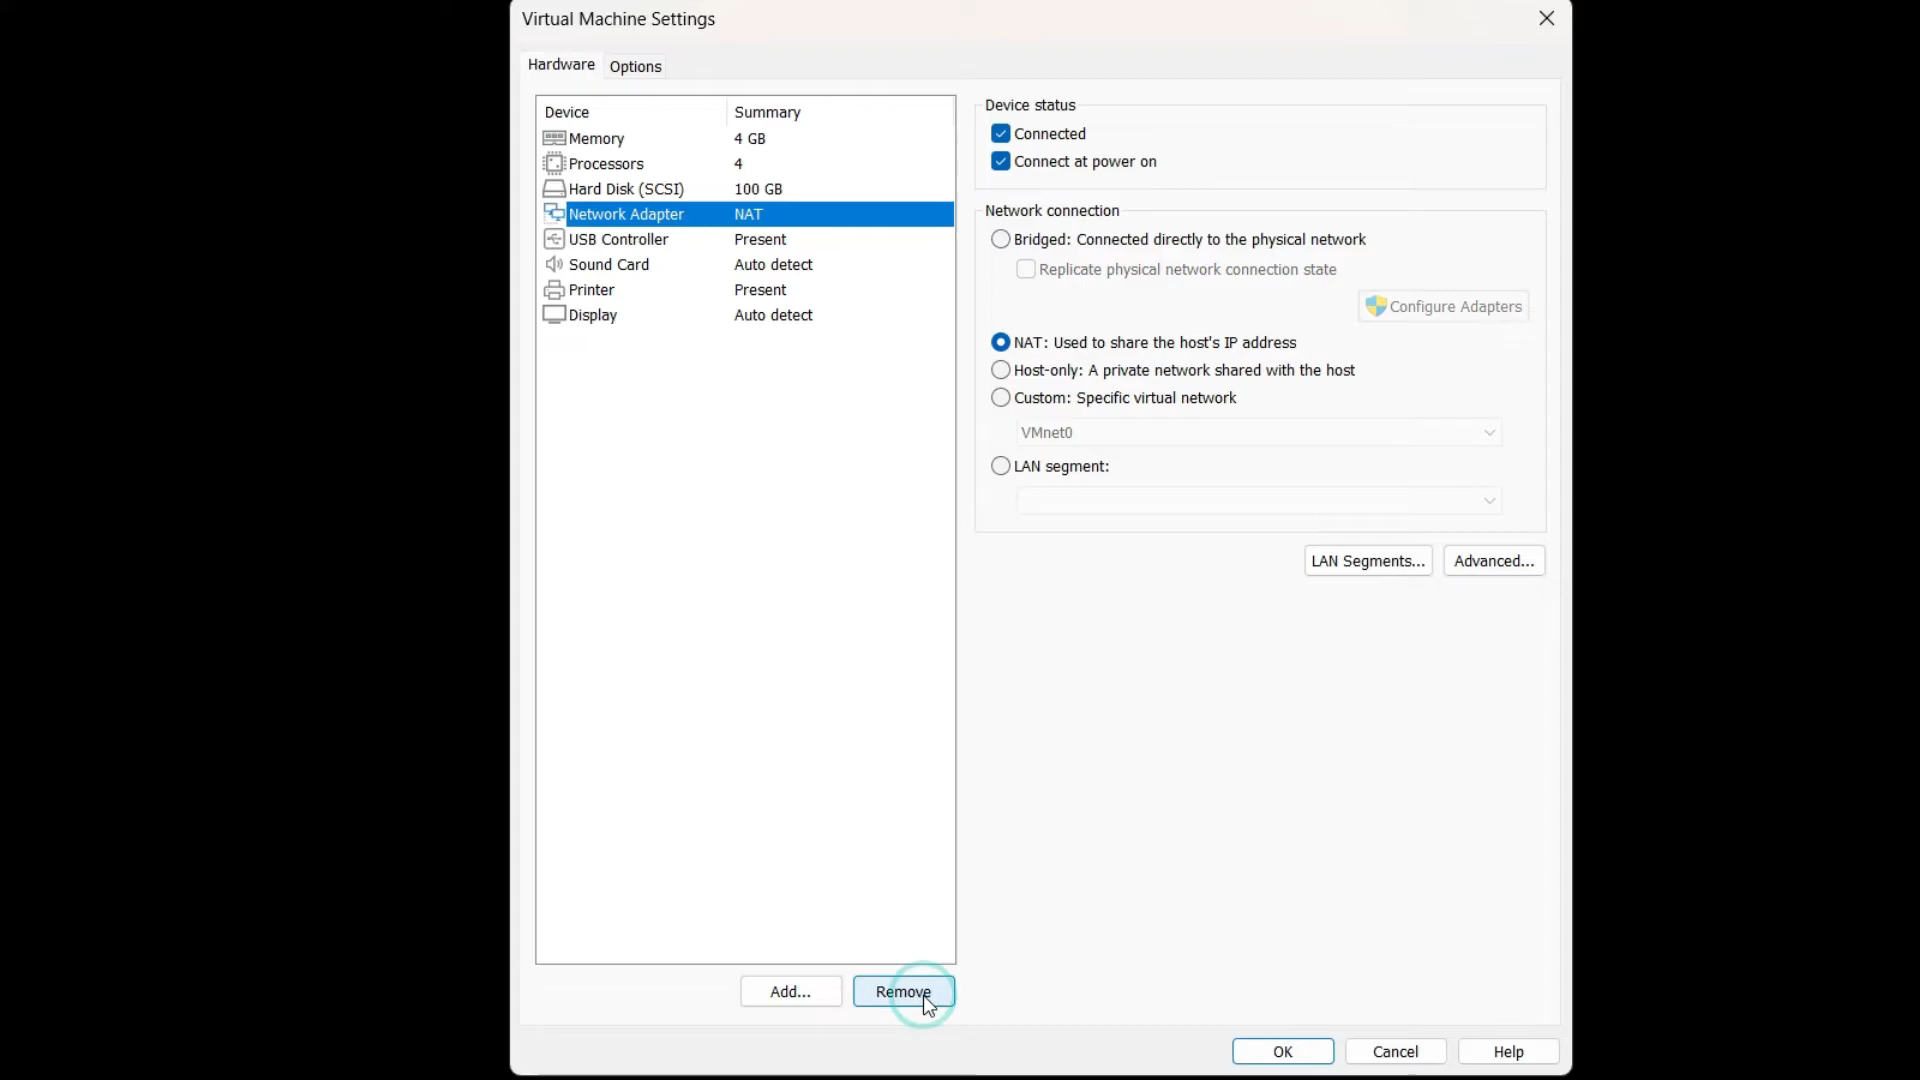 Virtual Machine Settings
Hardware
Options
Device Summary
Memory 4 GB
Processors 4
Hard Disk (SCSI) 100 GB
Network Adapter NAT
USB Controller Present
Sound Card Auto detect
Printer Present
Display Auto detect
Add...
Remove
Device status
Connected
Connect at power on
Network connection
Bridged: Connected directly to the physical network
Replicate physical network connection state
Configure Adapters
NAT: Used to share the host's IP address
Host-only: A private network shared with the host
Custom: Specific virtual network
VMnet0
LAN segment:
LAN Segments...
Advanced...
OK
Cancel
Help